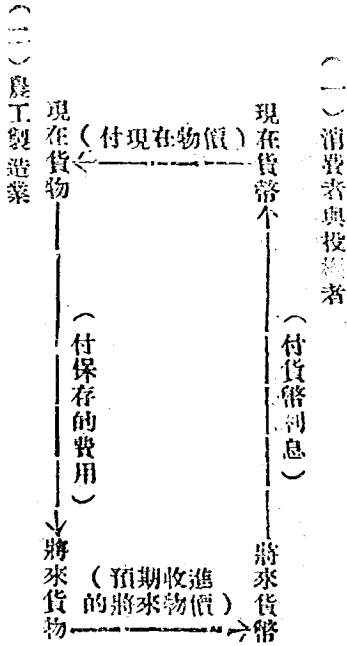 （一）消費者與投資者
現在貨幣
（付貨幣利息）
將來貨幣
（付現在物價）
（預期收進
的將來物價）
現在貨物
（付保存的費用）
將來貨物
（二）農工製造業